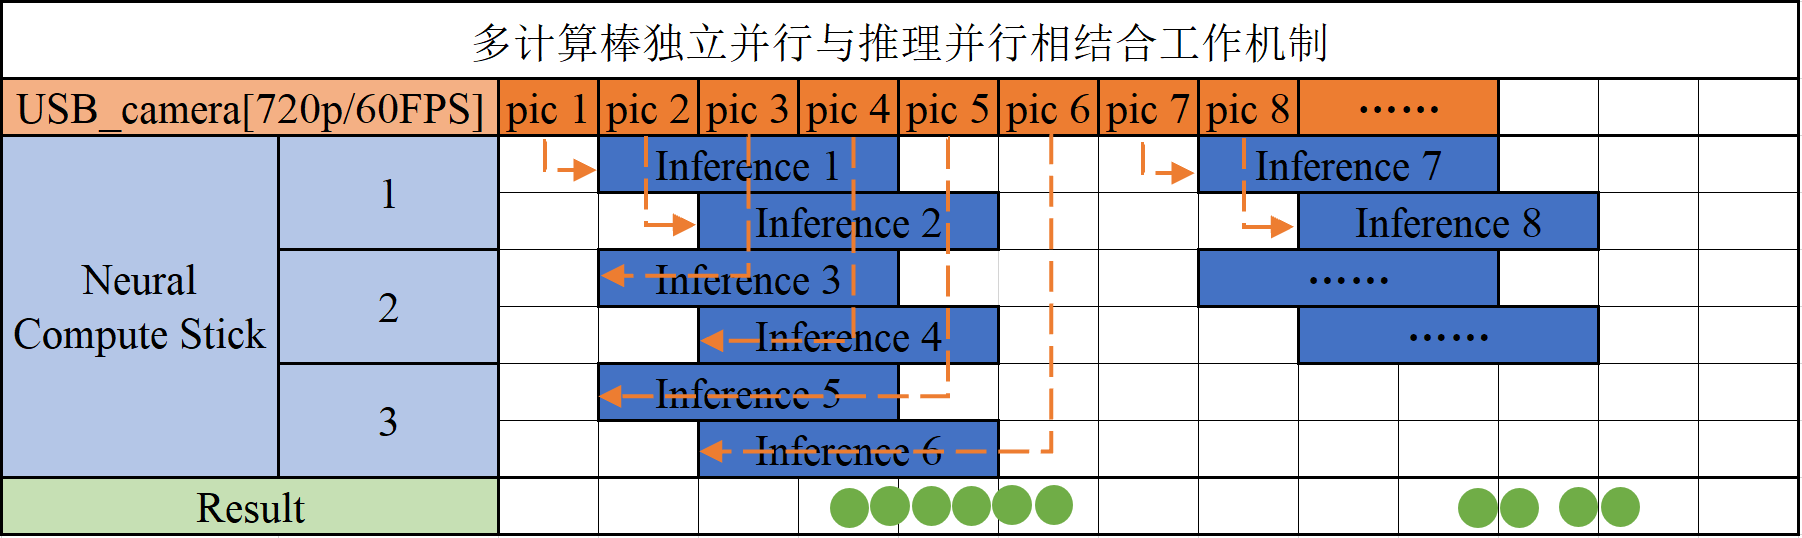 多计算棒独立并行与推理并行相结合工作机制
USB_camera[720p/60FPS] pic 1 pic 2 pic 3 pic 4 pic 5 pic 6 pic 7 pic 8 ……
Neural
Compute Stick
1
Inference 1 Inference 7
Inference 2 Inference 8
2
Inference 3 ……
Inference 4 ……
3
Inference 5
Inference 6
Result